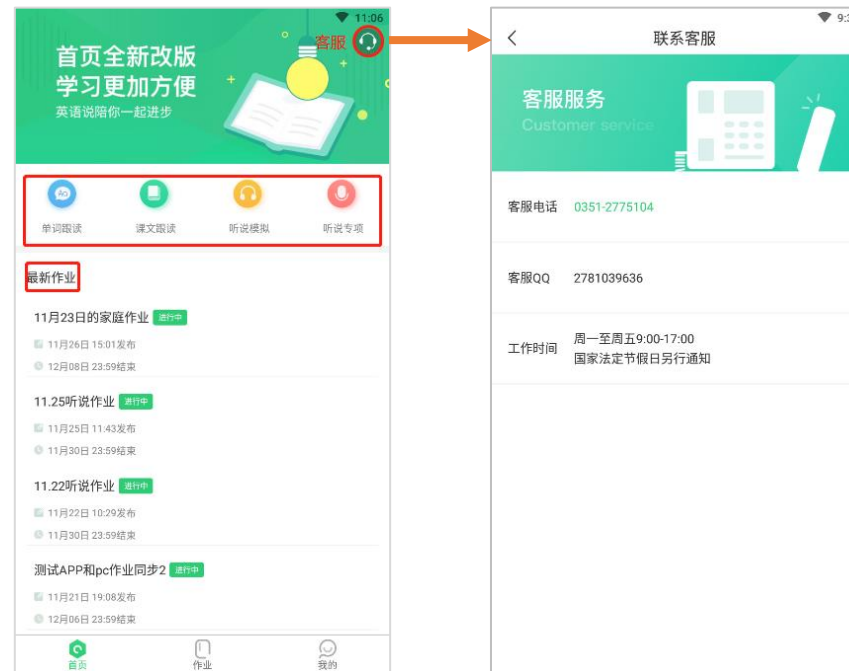 11:06
客服
首页全新改版
学习更加方便
英语说陪你一起进步
单词跟读
课文跟读
听说模拟
听说专项
最新作业
11月23日的家庭作业 进行中
11月26日 15:01发布
12月08日 23:59结束
11.25听说作业 进行中
11月25日 11:43发布
11月30日 23:59结束
11.22听说作业 进行中
11月22日 10:29发布
11月30日 23:59结束
测试APP和pc作业同步2 进行中
11月21日 19:08发布
12月06日 23:59结束
首页
作业
我的
9:3
联系客服
客服服务
Customer service
客服电话 0351-2775104
客服QQ 2781039636
工作时间 周一至周五9:00-17:00
国家法定节假日另行通知